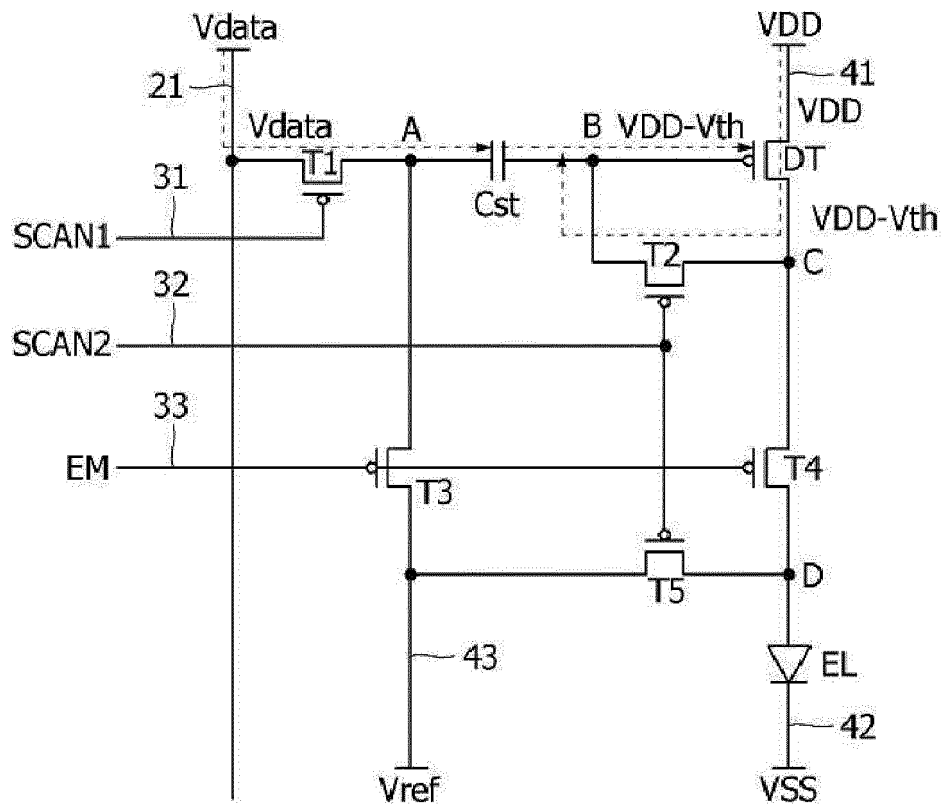 Vdata
VDD
21
41
VDD
Vdata
A
B
VDD-Vth
T1
DT
31
Cst
SCAN1
VDD-Vth
T2
C
32
SCAN2
33
EM
T3
T4
T5
D
43
EL
42
Vref
VSS